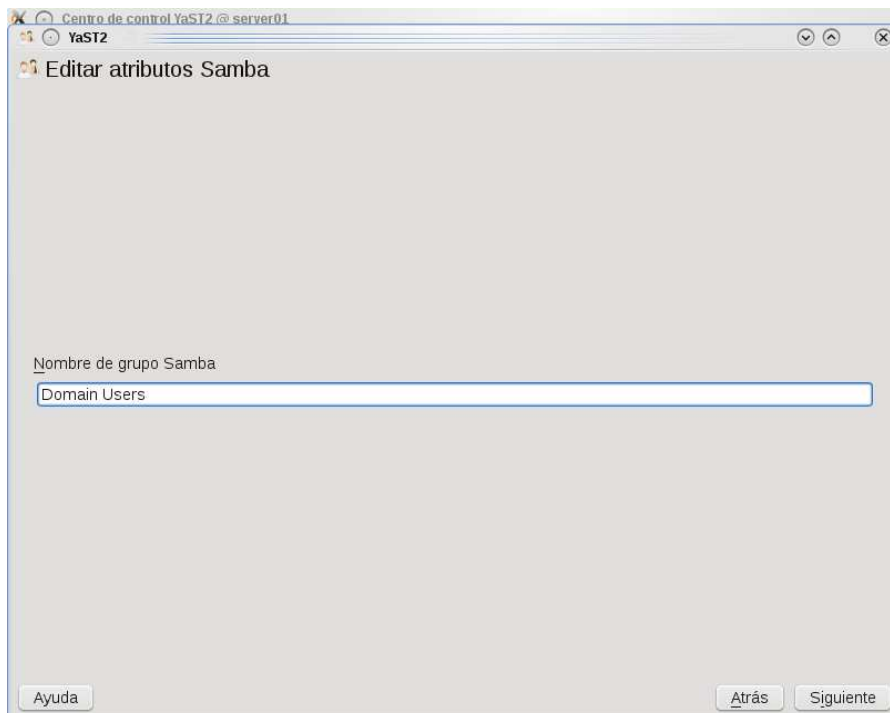 Centro de control YaST2 @ server01
YaST2
Editar atributos Samba
Nombre de grupo Samba
Domain Users
Ayuda
Atrás
Siguiente